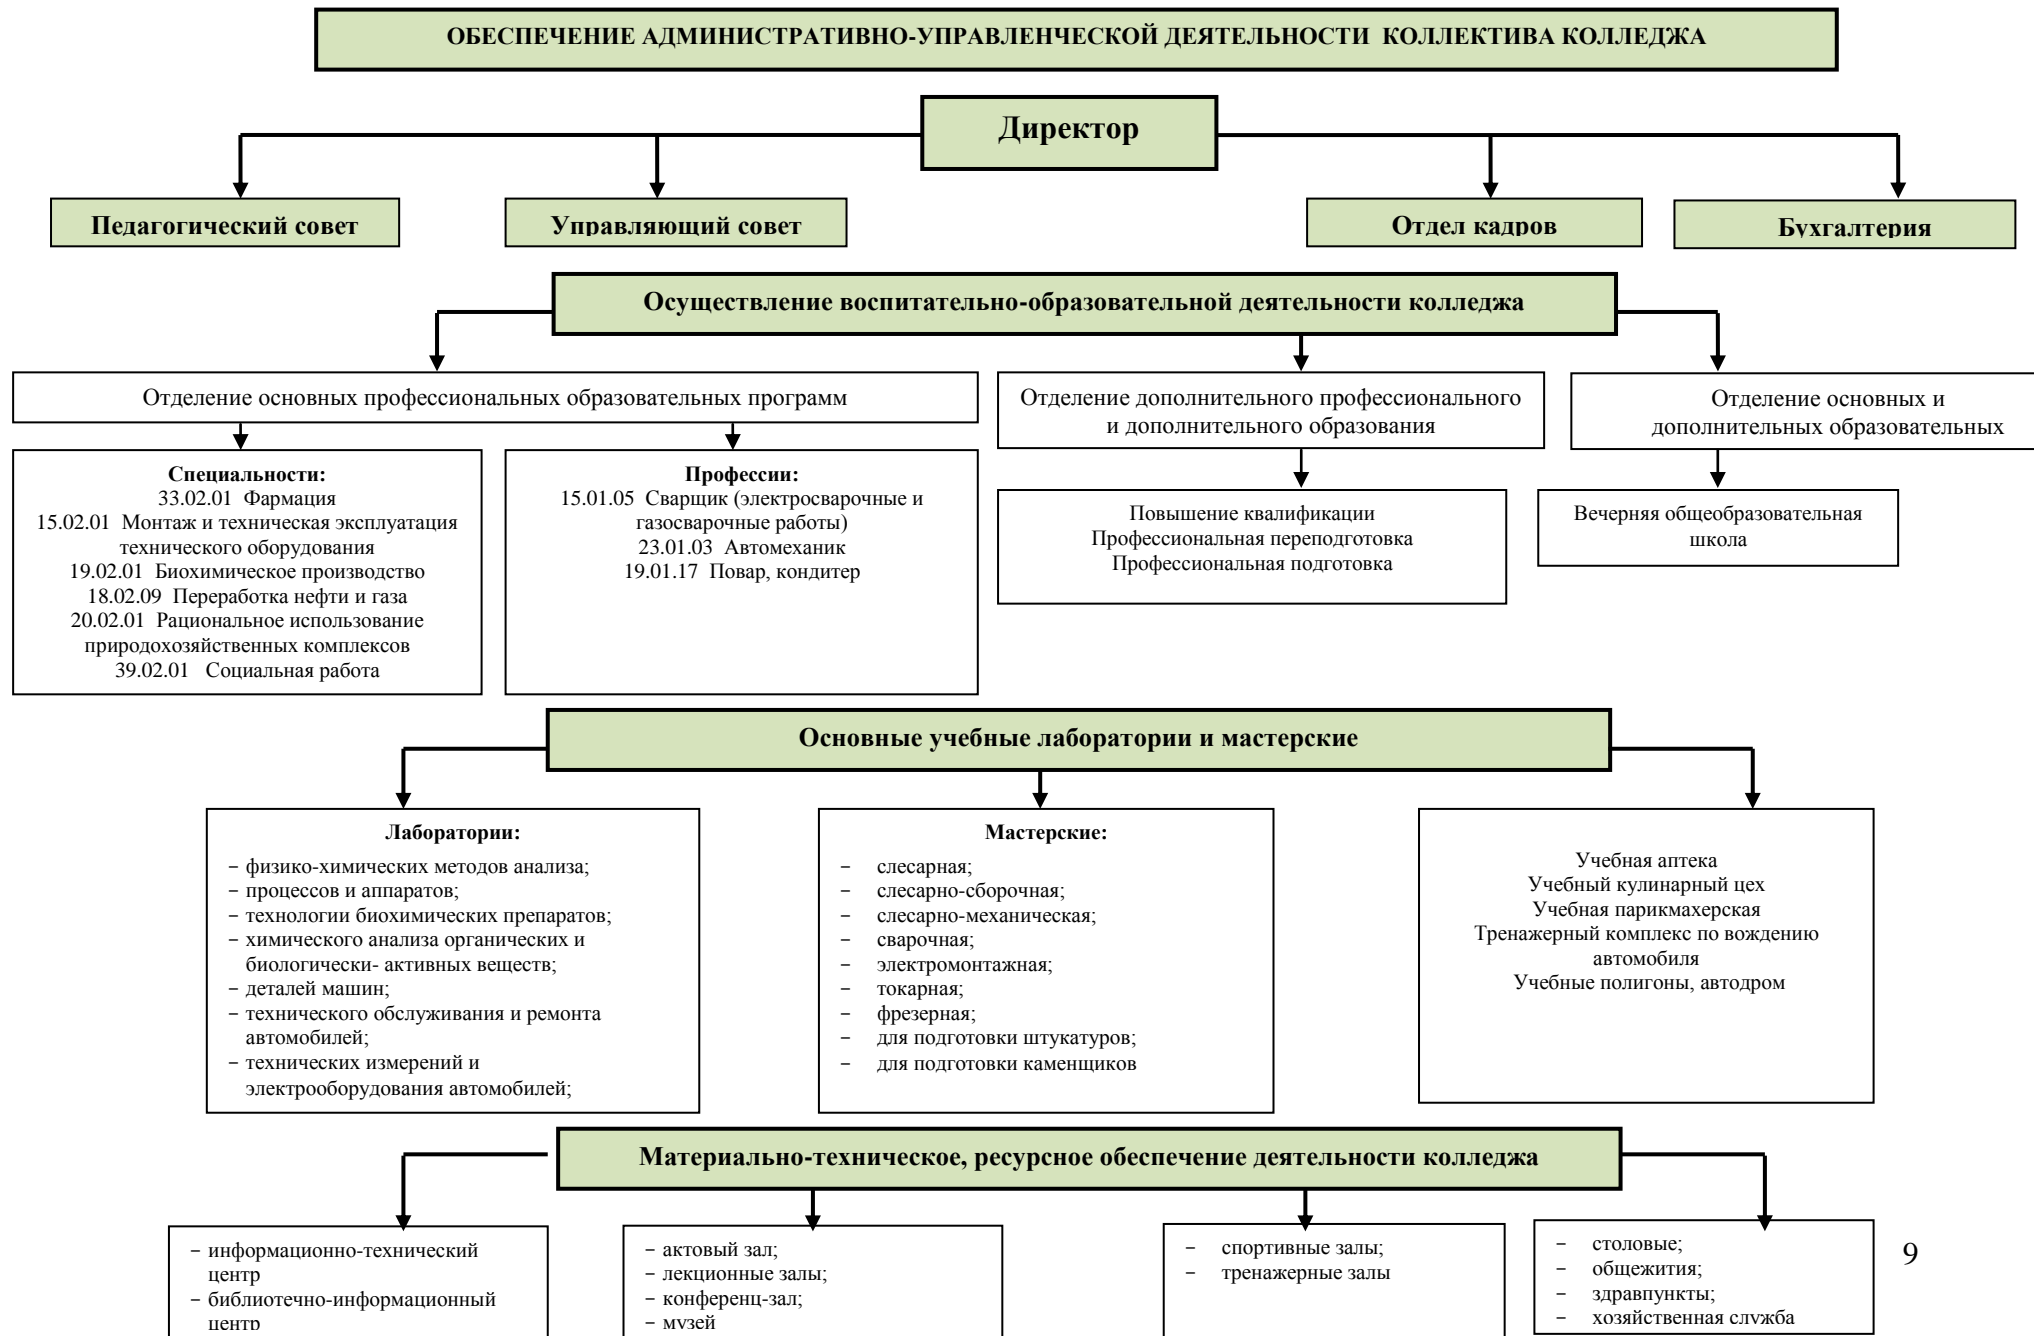 ОБЕСПЕЧЕНИЕ АДМИНИСТРАТИВНО-УПРАВЛЕНЧЕСКОЙ ДЕЯТЕЛЬНОСТИ КОЛЛЕКТИВА КОЛЛЕДЖА
Директор
Педагогический совет
Управляющий совет
Отдел кадров
Бухгалтерия
Осуществление воспитательно-образовательной деятельности колледжа
Отделение основных профессиональных образовательных программ
Отделение дополнительного профессионального
и дополнительного образования
Отделение основных и
дополнительных образовательных
Специальности:
33.02.01 Фармация
15.02.01 Монтаж и техническая эксплуатация
технического оборудования
19.02.01 Биохимическое производство
18.02.09 Переработка нефти и газа
20.02.01 Рациональное использование
природохозяйственных комплексов
39.02.01 Социальная работа
Профессии:
15.01.05 Сварщик (электросварочные и
газосварочные работы)
23.01.03 Автомеханик
19.01.17 Повар, кондитер
Повышение квалификации
Профессиональная переподготовка
Профессиональная подготовка
Вечерняя общеобразовательная
школа
Основные учебные лаборатории и мастерские
Лаборатории:
– физико-химических методов анализа;
– процессов и аппаратов;
– технологии биохимических препаратов;
– химического анализа органических и
биологически- активных веществ;
– деталей машин;
– технического обслуживания и ремонта
автомобилей;
– технических измерений и
электрооборудования автомобилей;
Мастерские:
– слесарная;
– слесарно-сборочная;
– слесарно-механическая;
– сварочная;
– электромонтажная;
– токарная;
– фрезерная;
– для подготовки штукатуров;
– для подготовки каменщиков
Учебная аптека
Учебный кулинарный цех
Учебная парикмахерская
Тренажерный комплекс по вождению
автомобиля
Учебные полигоны, автодром
Материально-техническое, ресурсное обеспечение деятельности колледжа
– информационно-технический
центр
– библиотечно-информационный
центр
– актовый зал;
– лекционные залы;
– конференц-зал;
– музей
– спортивные залы;
– тренажерные залы
– столовые;
– общежития;
– здравпункты;
– хозяйственная служба
9